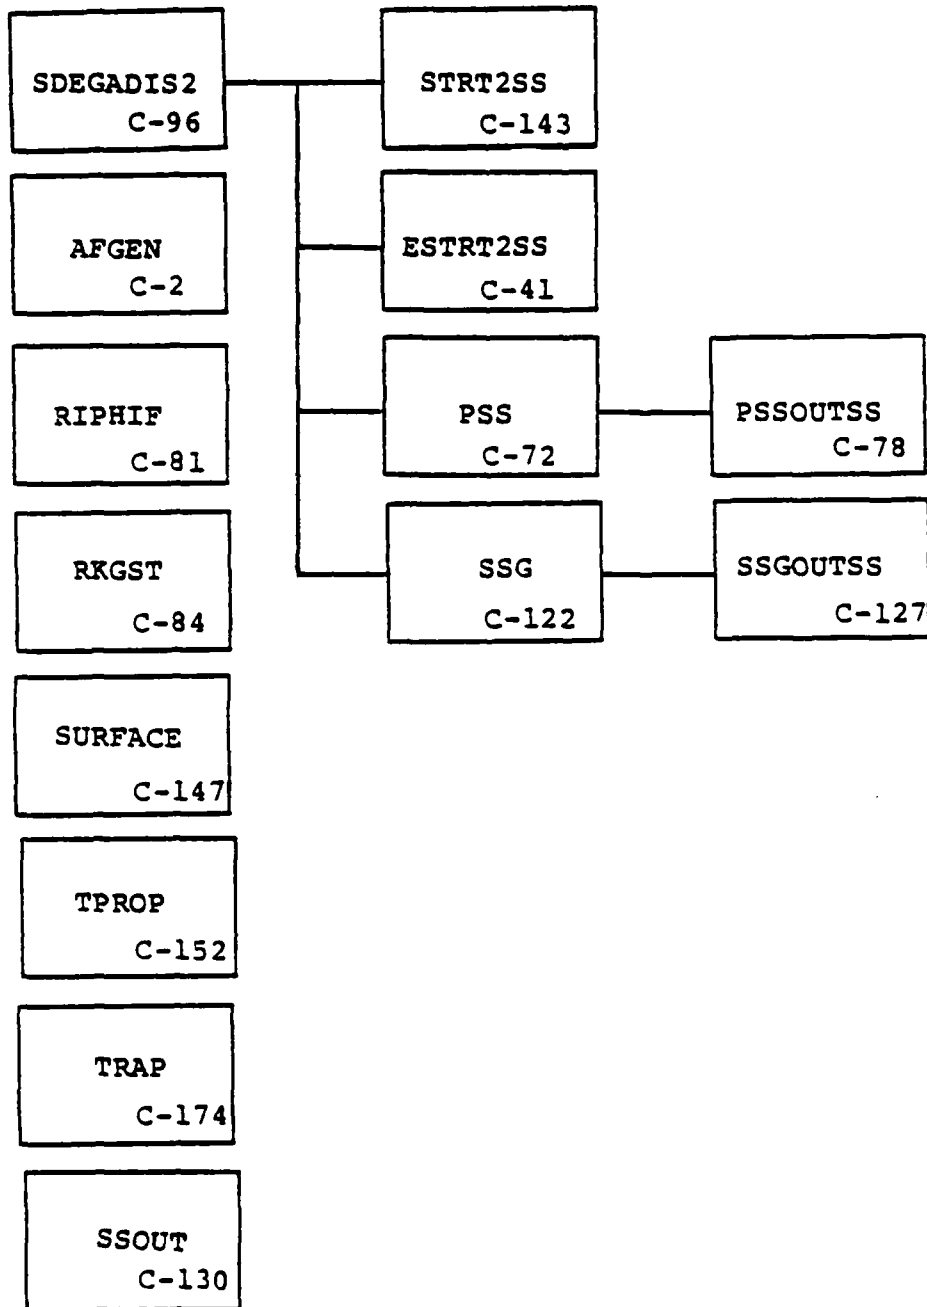 SDEGADIS2
C-96
STRT2SS
C-143
AFGEN
C-2
ESTRT2SS
C-41
RIPHIF
C-81
PSS
C-72
PSSOUTSS
C-78
RKGST
C-84
SSG
C-122
SSGOUTSS
C-127
SURFACE
C-147
TPROP
C-152
TRAP
C-174
SSOUT
C-130